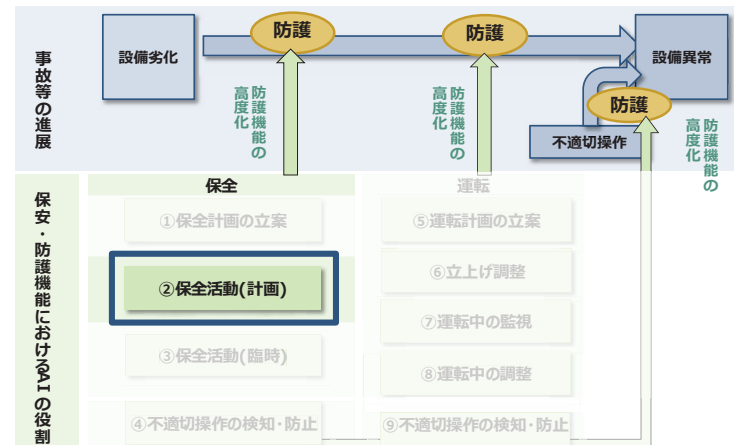 事故等の進展
設備劣化
防護
防護
設備異常
防護
不適切操作
防護機能の
高度化
防護機能の
高度化
防護機能の
高度化
保安・防護機能におけるAIの役割
保全
①保全計画の立案
②保全活動(計画)
③保全活動(臨時)
④不適切操作の検知・防止
運転
⑤運転計画の立案
⑥立上げ調整
⑦運転中の監視
⑧運転中の調整
⑨不適切操作の検知・防止